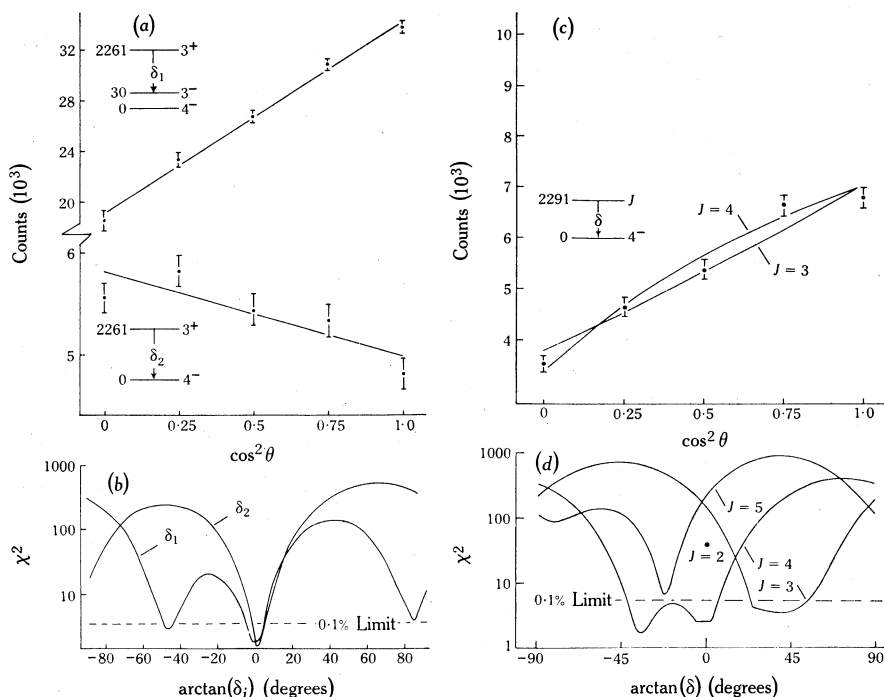 (a)
32
28
24
20
6
5
Counts (10³)
2261 3⁺
δ₁
30 3⁻
0 4⁻
2261 3⁺
δ₂
0 4⁻
0 0·25 0·5 0·75 1·0
cos² θ
(c)
10
9
8
7
6
5
4
Counts (10³)
2291 J
δ
0 4⁻
J = 4
J = 3
0 0·25 0·5 0·75 1·0
cos² θ
(b)
1000
100
10
χ²
δ₁
δ₂
0·1% Limit
−80 −60 −40 −20 0 20 40 60 80
arctan(δᵢ) (degrees)
(d)
1000
100
10
1
χ²
J = 5
J = 2
J = 4
J = 3
0·1% Limit
−90 −45 0 45 90
arctan(δ) (degrees)